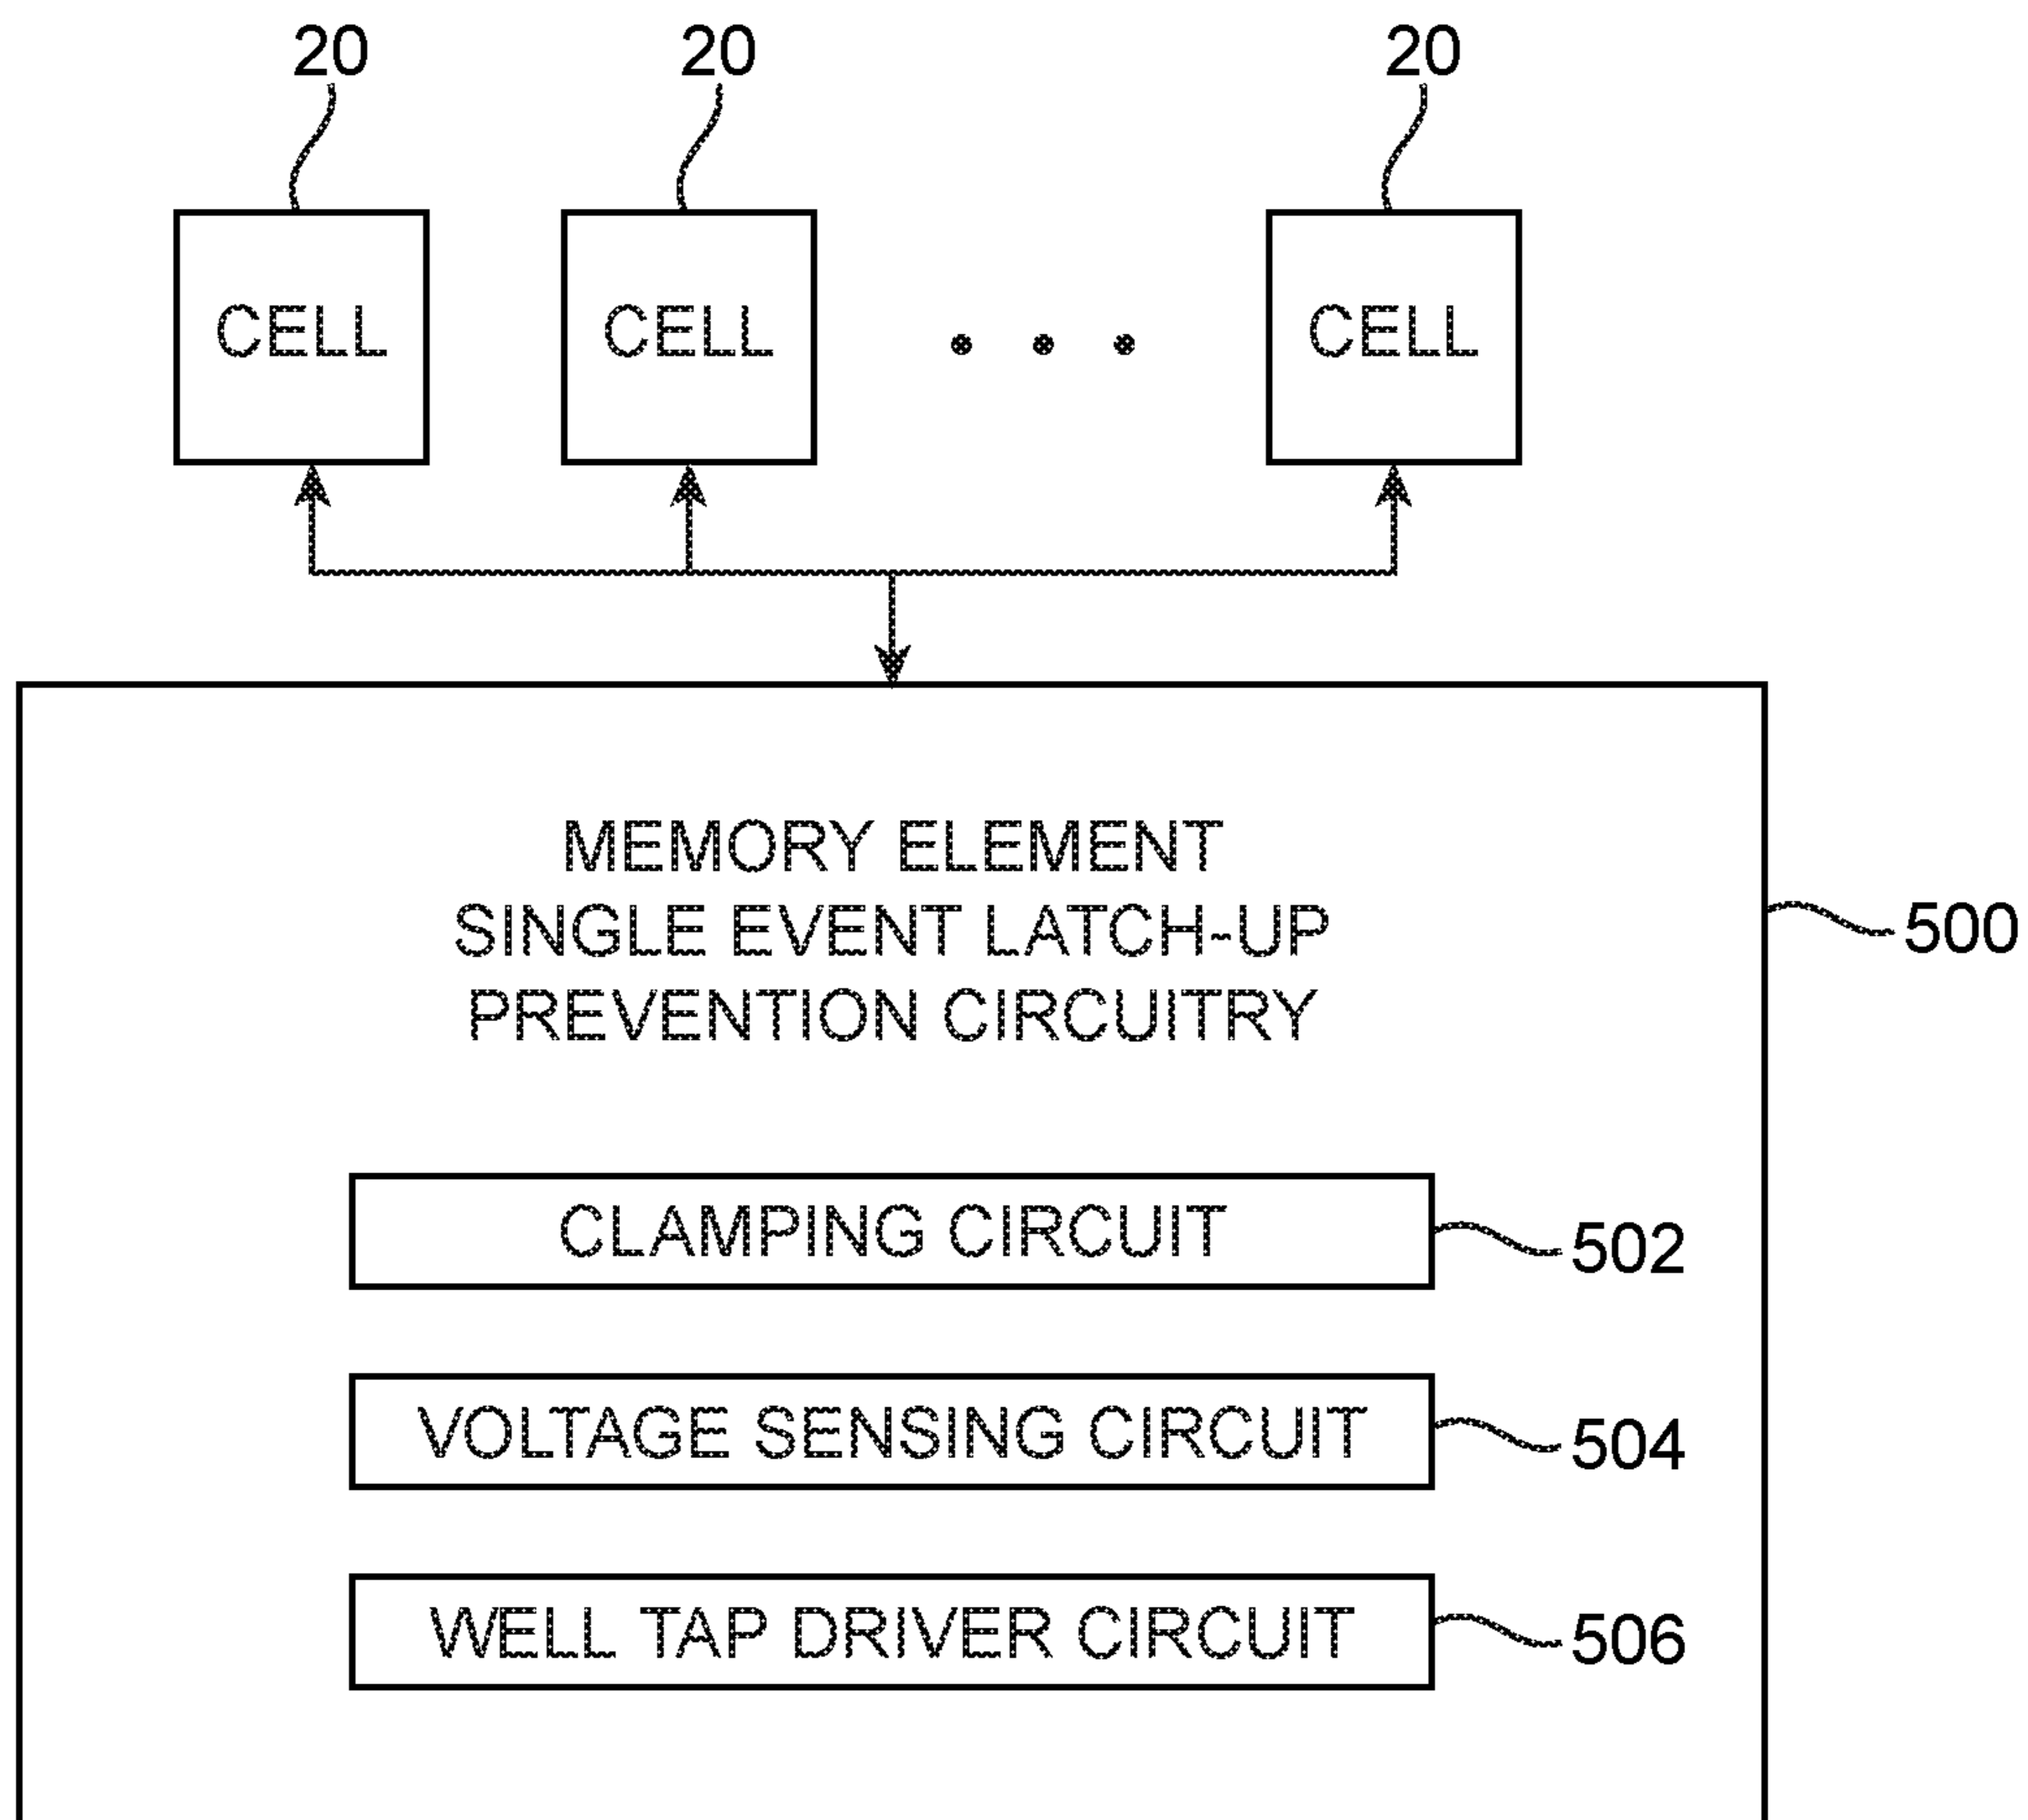 20 20 20
CELL CELL CELL
MEMORY ELEMENT
SINGLE EVENT LATCH-UP
PREVENTION CIRCUITRY
500
CLAMPING CIRCUIT
502
VOLTAGE SENSING CIRCUIT
504
WELL TAP DRIVER CIRCUIT
506